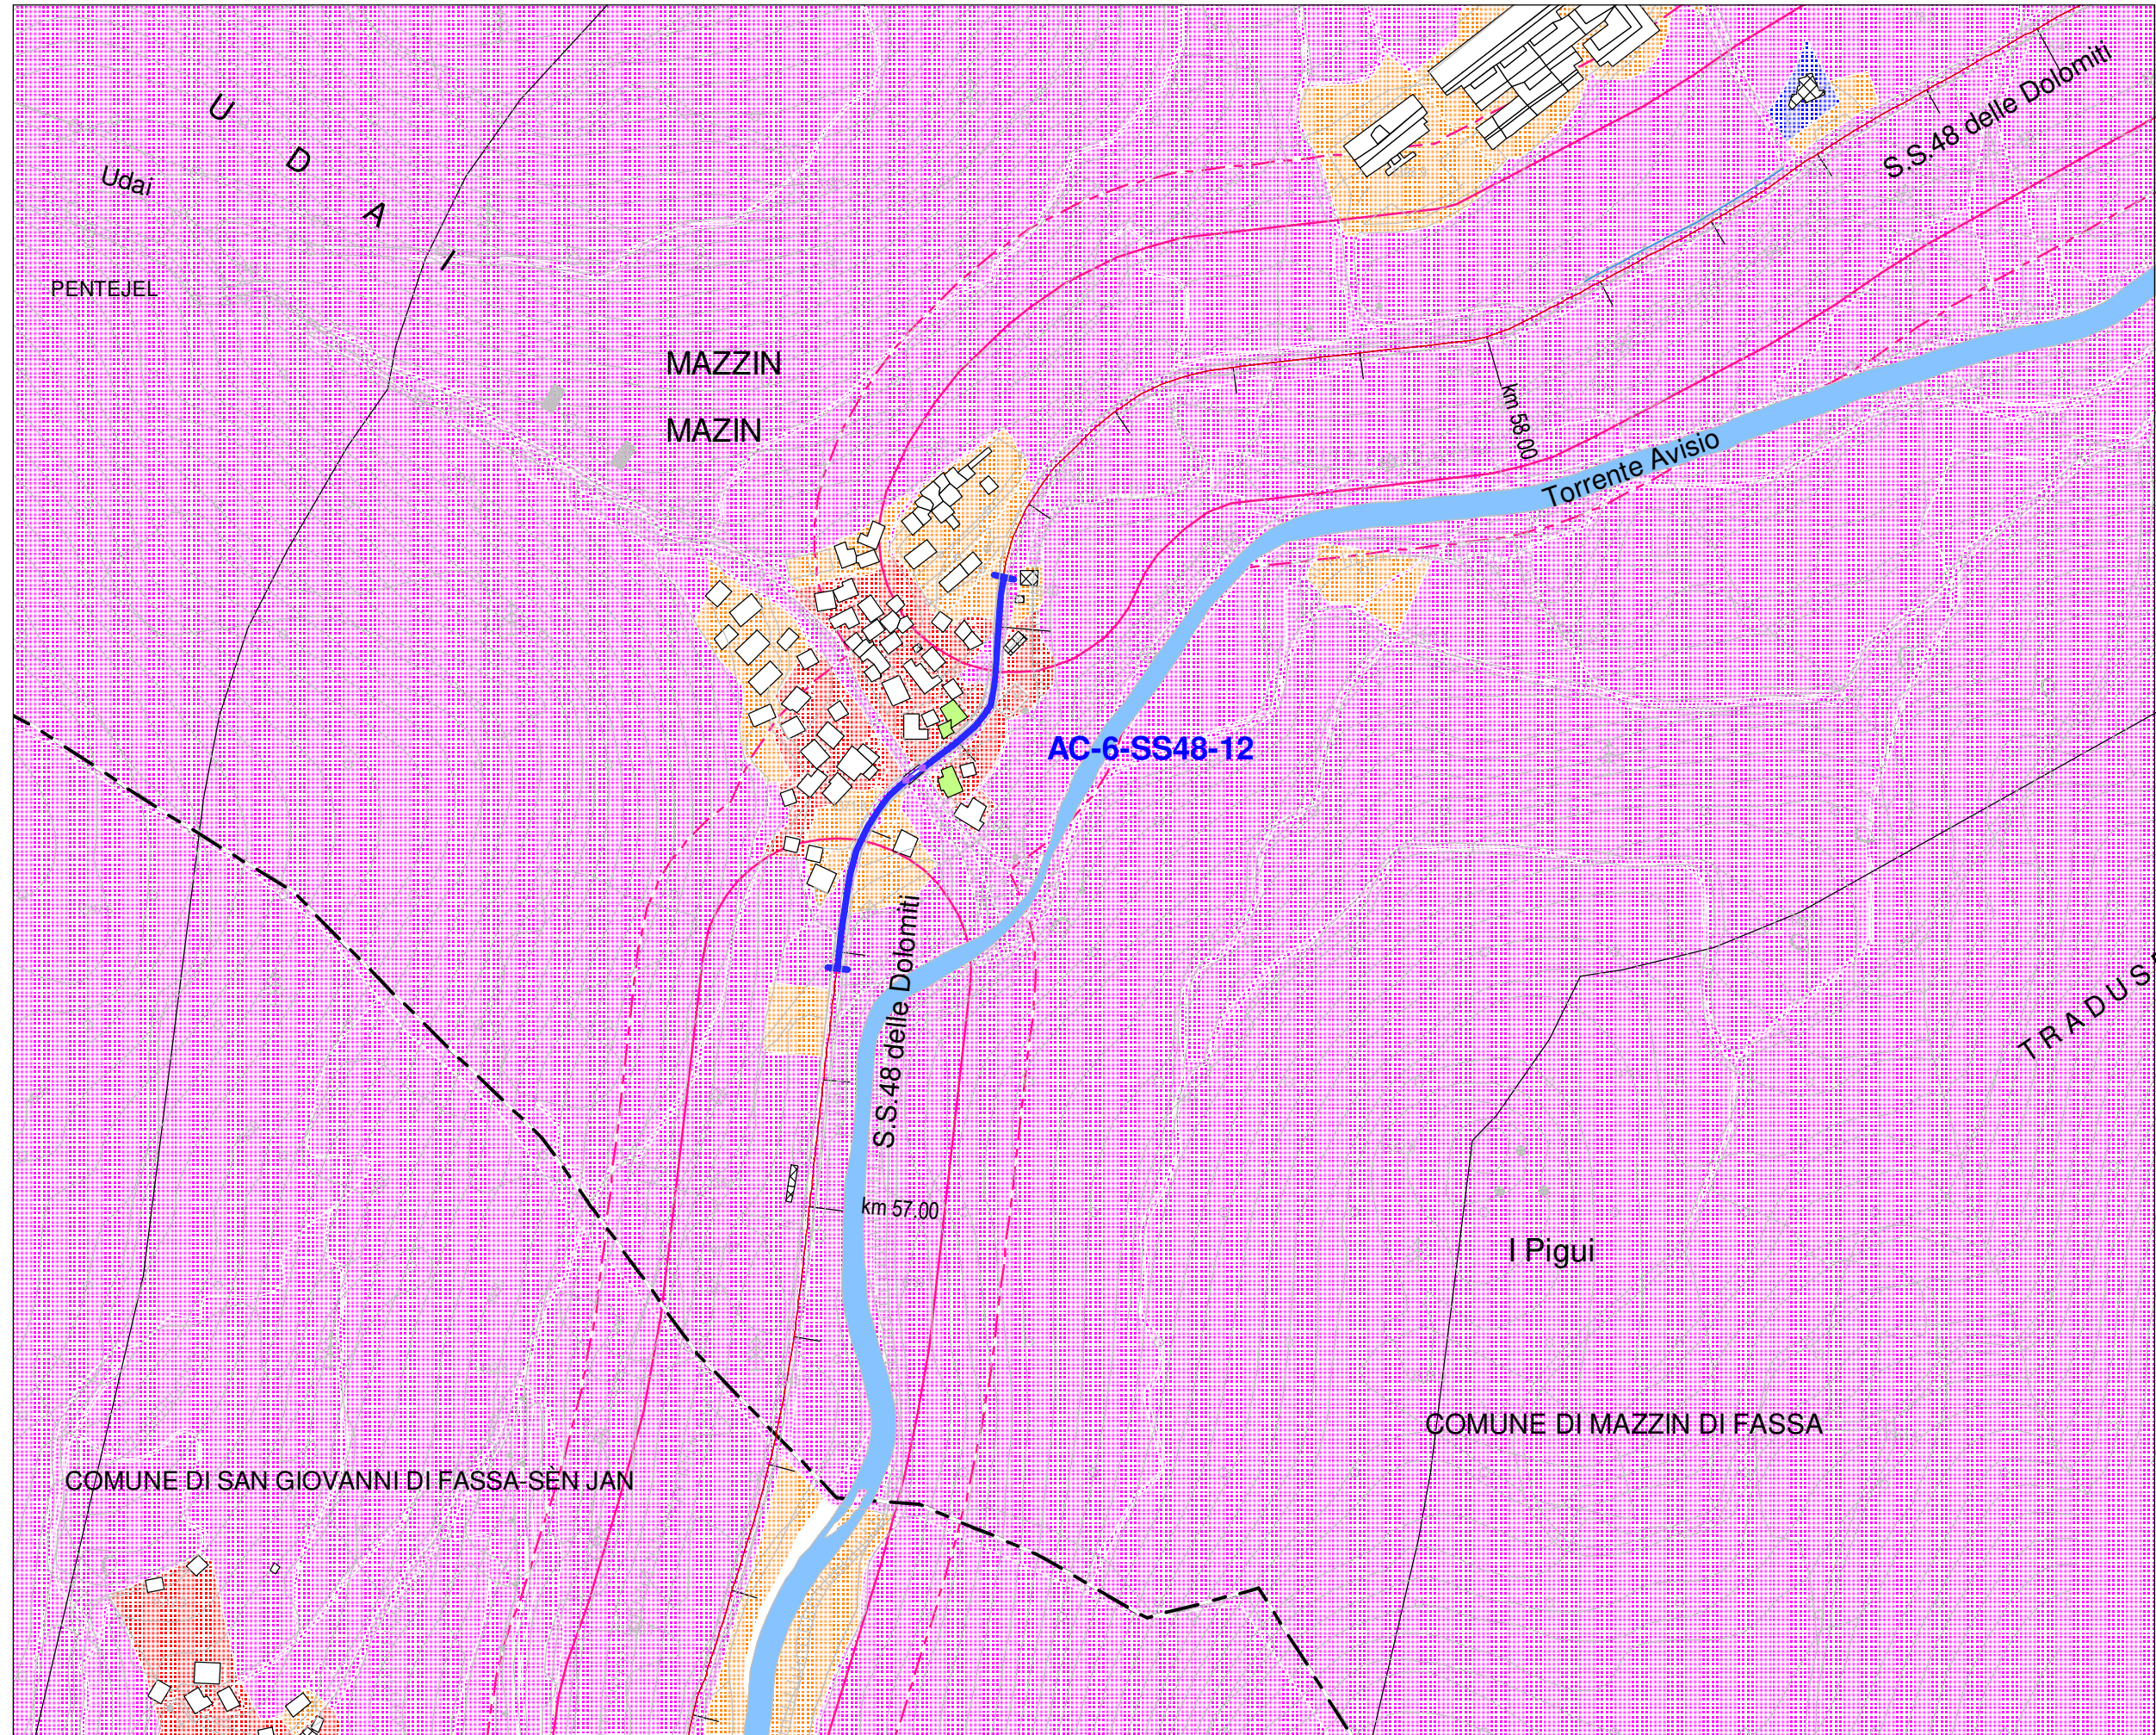 U D A I
Udai
PENTEJEL
MAZZIN
MAZIN
S.S.48 delle Dolomiti
km 58.00
Torrente Avisio
AC-6-SS48-12
S.S.48 delle Dolomiti
km 57.00
TRADUS
I Pigui
COMUNE DI MAZZIN DI FASSA
COMUNE DI SAN GIOVANNI DI FASSA-SÈN JAN